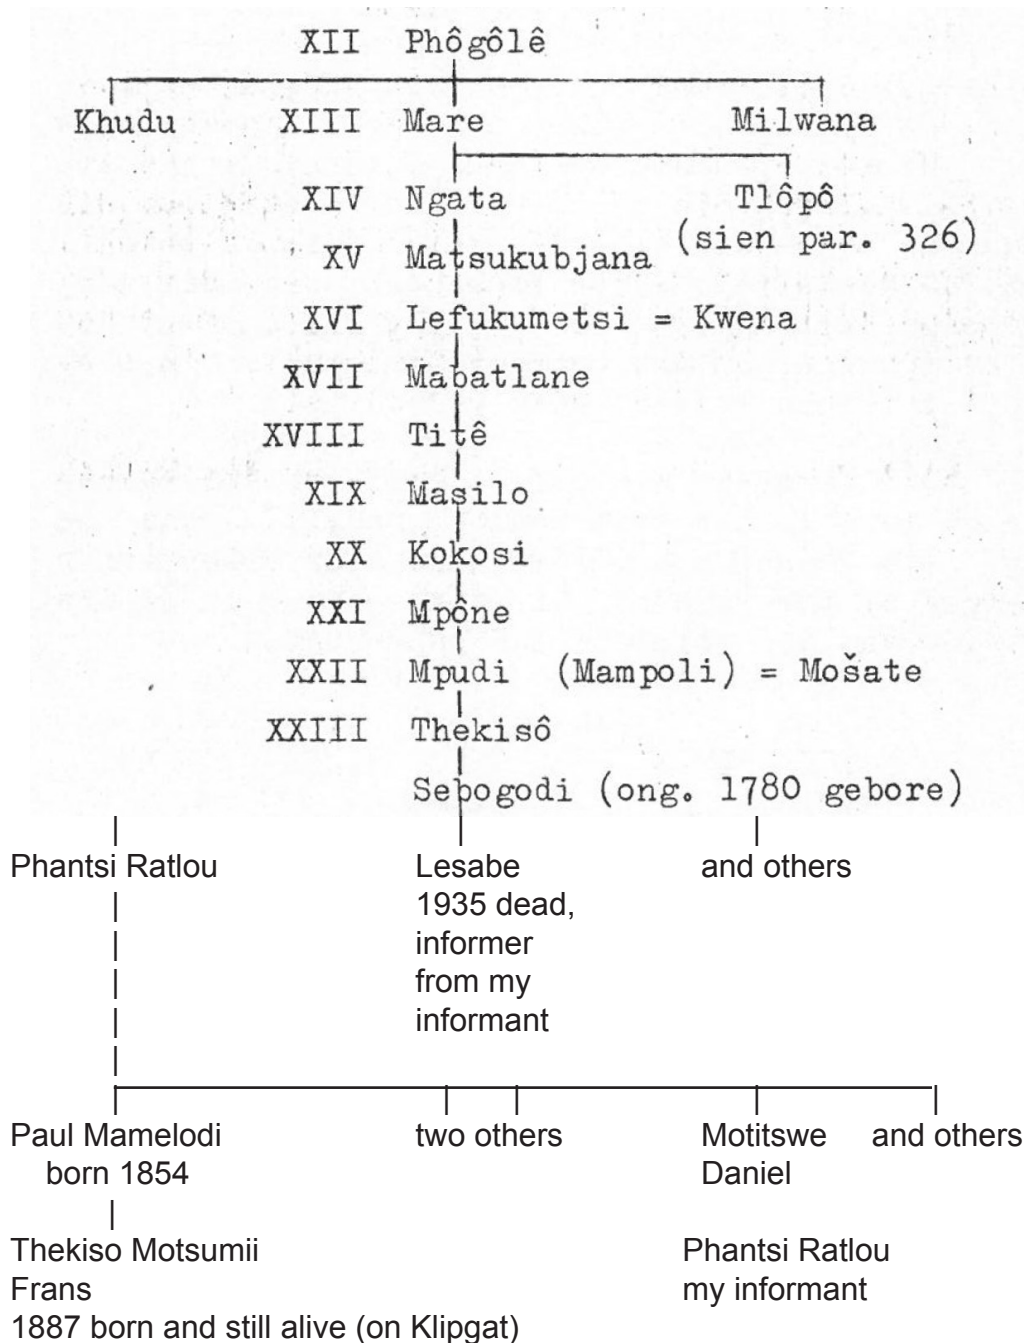 XII Phôgôlê
Khudu XIII Mare Milwana
XIV Ngata Tlôpô
(sien par. 326)
XV Matsukubjana
XVI Lefukumetsi = Kwena
XVII Mabatlane
XVIII Titê
XIX Masilo
XX Kokosi
XXI Mpône
XXII Mpudi (Mampoli) = Mošate
XXIII Thekisô
Sebogodi (ong. 1780 gebore)
Phantsi Ratlou Lesabe and others
1935 dead,
informer
from my
informant
Paul Mamelodi two others Motitswe and others
born 1854 Daniel
Thekiso Motsumii Phantsi Ratlou
Frans my informant
1887 born and still alive (on Klipgat)